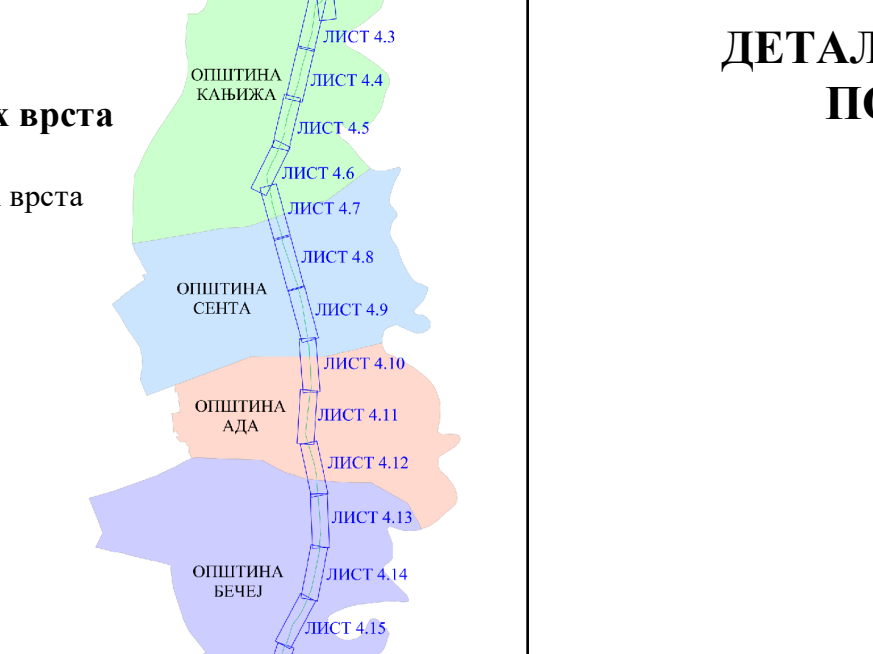 х врста
врста
ЛИСТ 4.3
ОПШТИНА
КАЊИЖА
ЛИСТ 4.4
ЛИСТ 4.5
ЛИСТ 4.6
ЛИСТ 4.7
ЛИСТ 4.8
ОПШТИНА
СЕНТА
ЛИСТ 4.9
ЛИСТ 4.10
ОПШТИНА
АДА
ЛИСТ 4.11
ЛИСТ 4.12
ЛИСТ 4.13
ОПШТИНА
БЕЧЕЈ
ЛИСТ 4.14
ЛИСТ 4.15
ДЕТАЛ
ПО